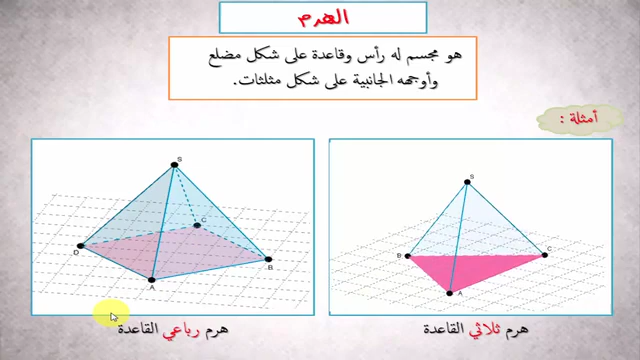 الهرم
هو مجسم له رأس وقاعدة على شكل مضلع
وأوجهه الجانبية على شكل مثلثات.
أمثلة :
S
B
C
A
هرم ثلاثي القاعدة
S
C
D
B
A
هرم رباعي القاعدة